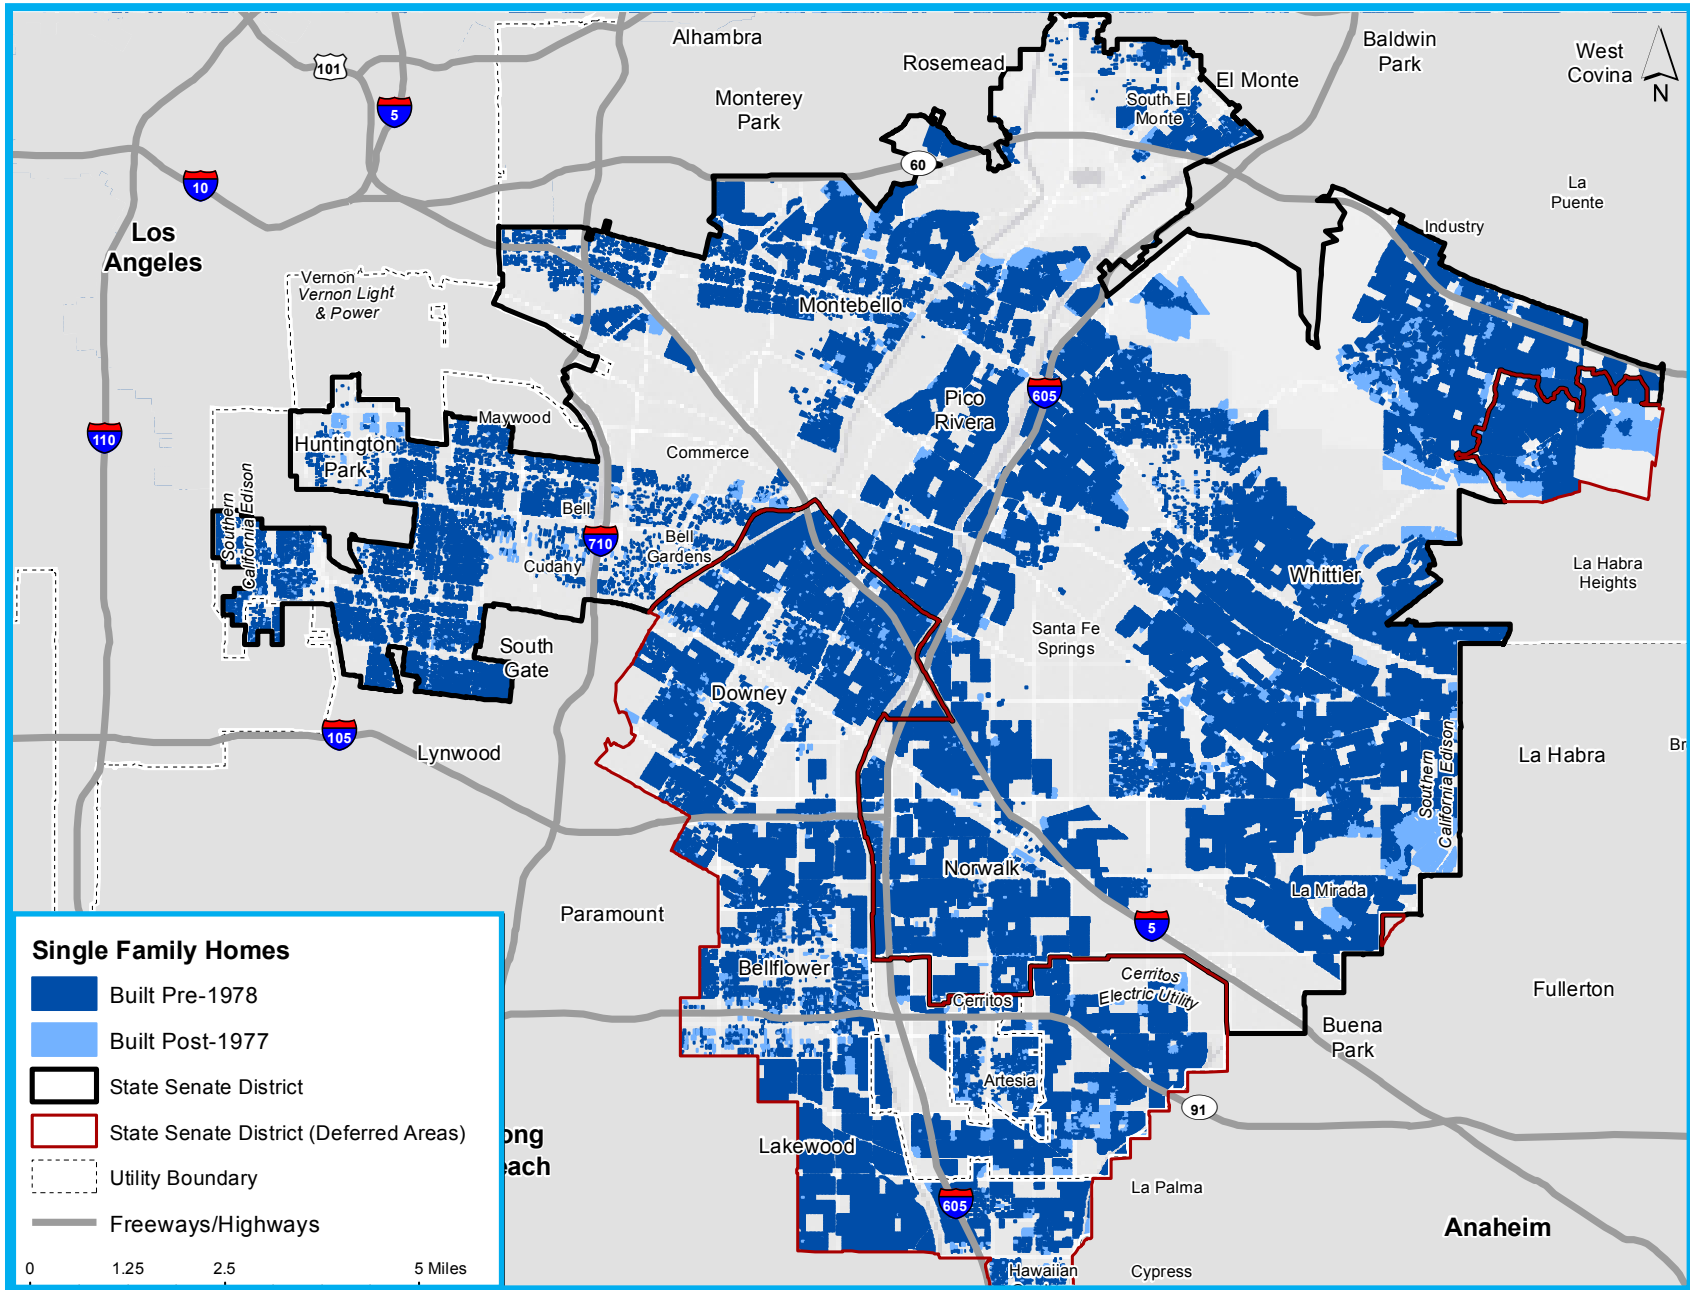 Alhambra
Rosemead
Baldwin
Park
West
Covina
N
101
5
Monterey
Park
El Monte
South El
Monte
60
10
La
Puente
Industry
Los
Angeles
Vernon
Vernon Light
& Power
Montebello
605
Pico
Rivera
110
Maywood
Huntington
Park
Commerce
Southern
California Edison
Bell
710
Bell
Gardens
Cudahy
Whittier
La Habra
Heights
Santa Fe
Springs
South
Gate
Downey
105
Lynwood
La Habra
Br
Southern
California Edison
Norwalk
La Mirada
Paramount
5
Bellflower
Cerritos
Electric Utility
Cerritos
Fullerton
Buena
Park
Artesia
91
ong
each
Lakewood
La Palma
605
Anaheim
Hawaiian
Cypress
Single Family Homes
Built Pre-1978
Built Post-1977
State Senate District
State Senate District (Deferred Areas)
Utility Boundary
Freeways/Highways
0 1.25 2.5 5 Miles